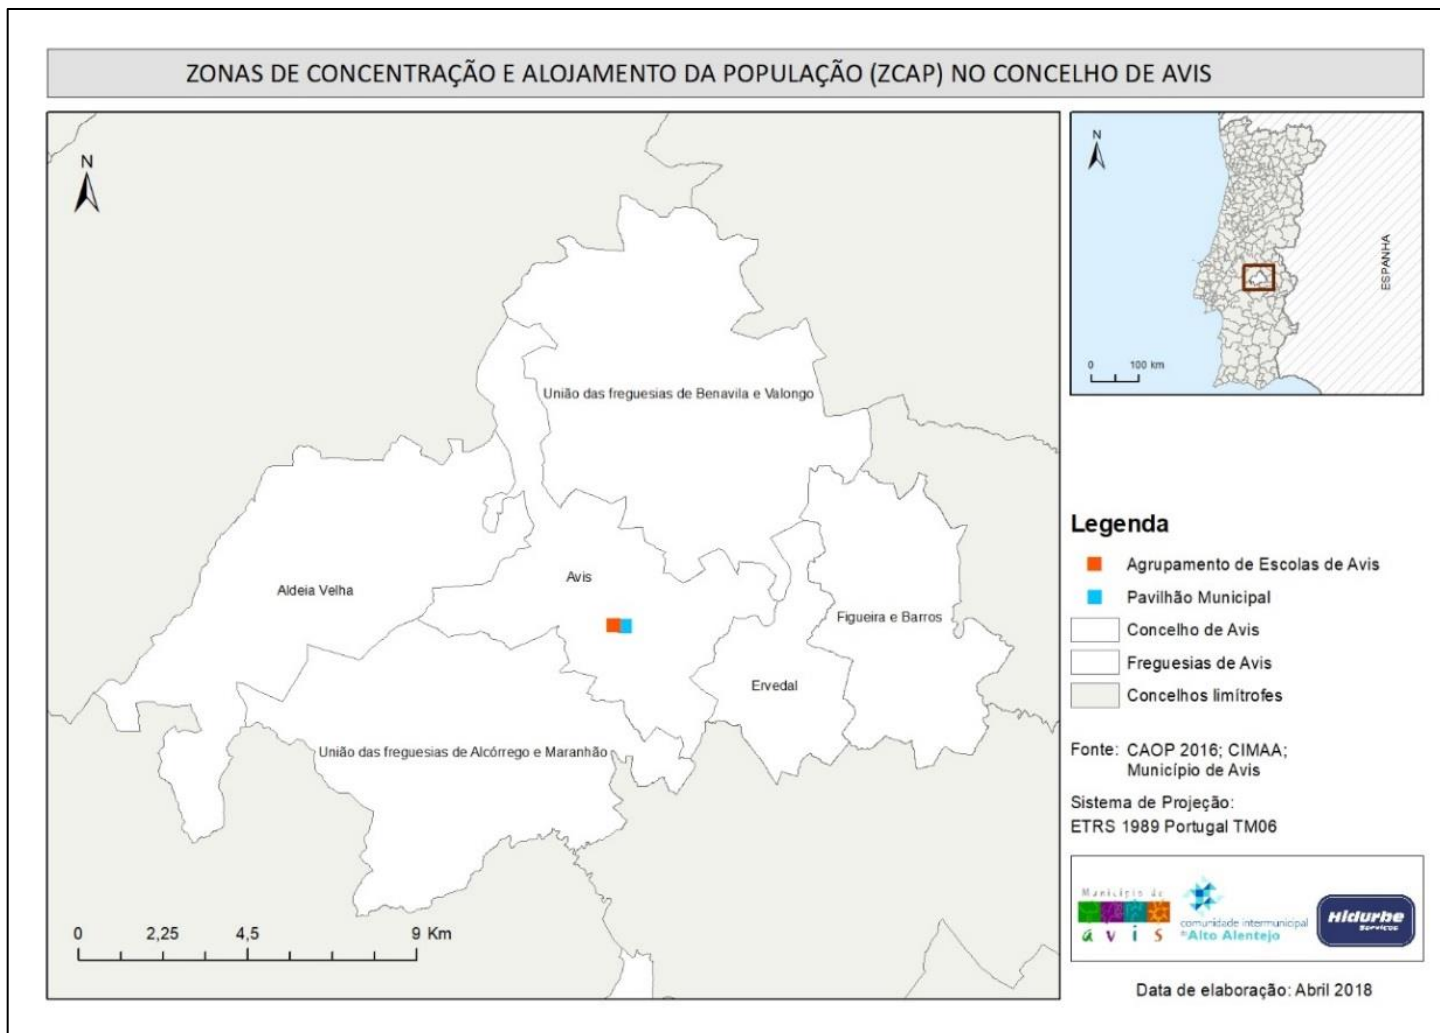 ZONAS DE CONCENTRAÇÃO E ALOJAMENTO DA POPULAÇÃO (ZCAP) NO CONCELHO DE AVIS
N
União das freguesias de Benavila e Valongo
Aldeia Velha
Avis
Figueira e Barros
Ervedal
União das freguesias de Alcórrego e Maranhão
0 2,25 4,5 9 Km
N
ESPANHA
0 100 km
Legenda
Agrupamento de Escolas de Avis
Pavilhão Municipal
Concelho de Avis
Freguesias de Avis
Concelhos limítrofes
Fonte: CAOP 2016; CIMAA;
Município de Avis
Sistema de Projeção:
ETRS 1989 Portugal TM06
Município de
á v i s
comunidade intermunicipal
do Alto Alentejo
Hidurbe
Serviços
Data de elaboração: Abril 2018